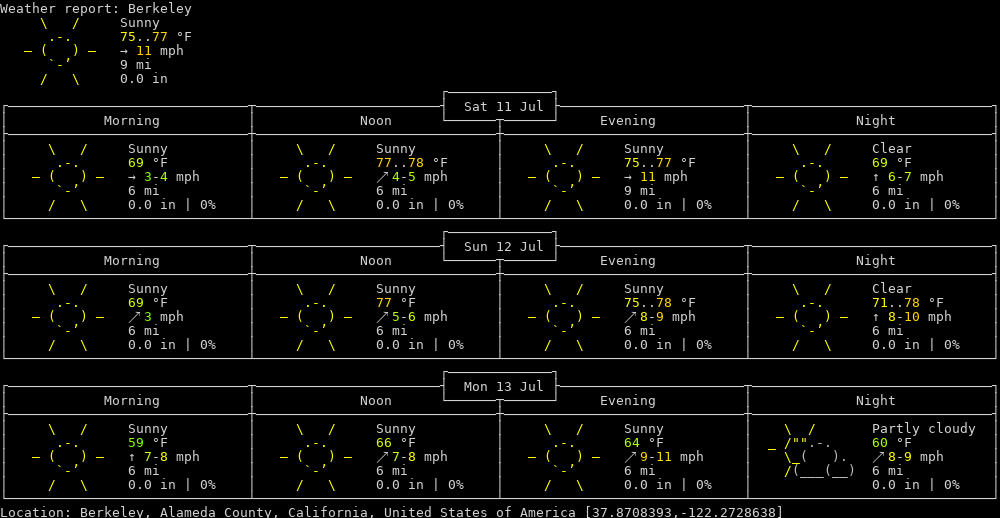 Weather report: Berkeley
Sunny
75..77 °F
→ 11 mph
9 mi
0.0 in
Sat 11 Jul
Morning Noon Evening Night
Sunny Sunny Sunny Clear
69 °F 77..78 °F 75..77 °F 69 °F
→ 3-4 mph ↗ 4-5 mph → 11 mph ↑ 6-7 mph
6 mi 6 mi 9 mi 6 mi
0.0 in | 0% 0.0 in | 0% 0.0 in | 0% 0.0 in | 0%
Sun 12 Jul
Morning Noon Evening Night
Sunny Sunny Sunny Clear
69 °F 77 °F 75..78 °F 71..78 °F
↗ 3 mph ↗ 5-6 mph ↗ 8-9 mph ↑ 8-10 mph
6 mi 6 mi 6 mi 6 mi
0.0 in | 0% 0.0 in | 0% 0.0 in | 0% 0.0 in | 0%
Mon 13 Jul
Morning Noon Evening Night
Sunny Sunny Sunny Partly cloudy
59 °F 66 °F 64 °F 60 °F
↑ 7-8 mph ↗ 7-8 mph ↗ 9-11 mph ↗ 8-9 mph
6 mi 6 mi 6 mi 6 mi
0.0 in | 0% 0.0 in | 0% 0.0 in | 0% 0.0 in | 0%
Location: Berkeley, Alameda County, California, United States of America [37.8708393,-122.2728638]